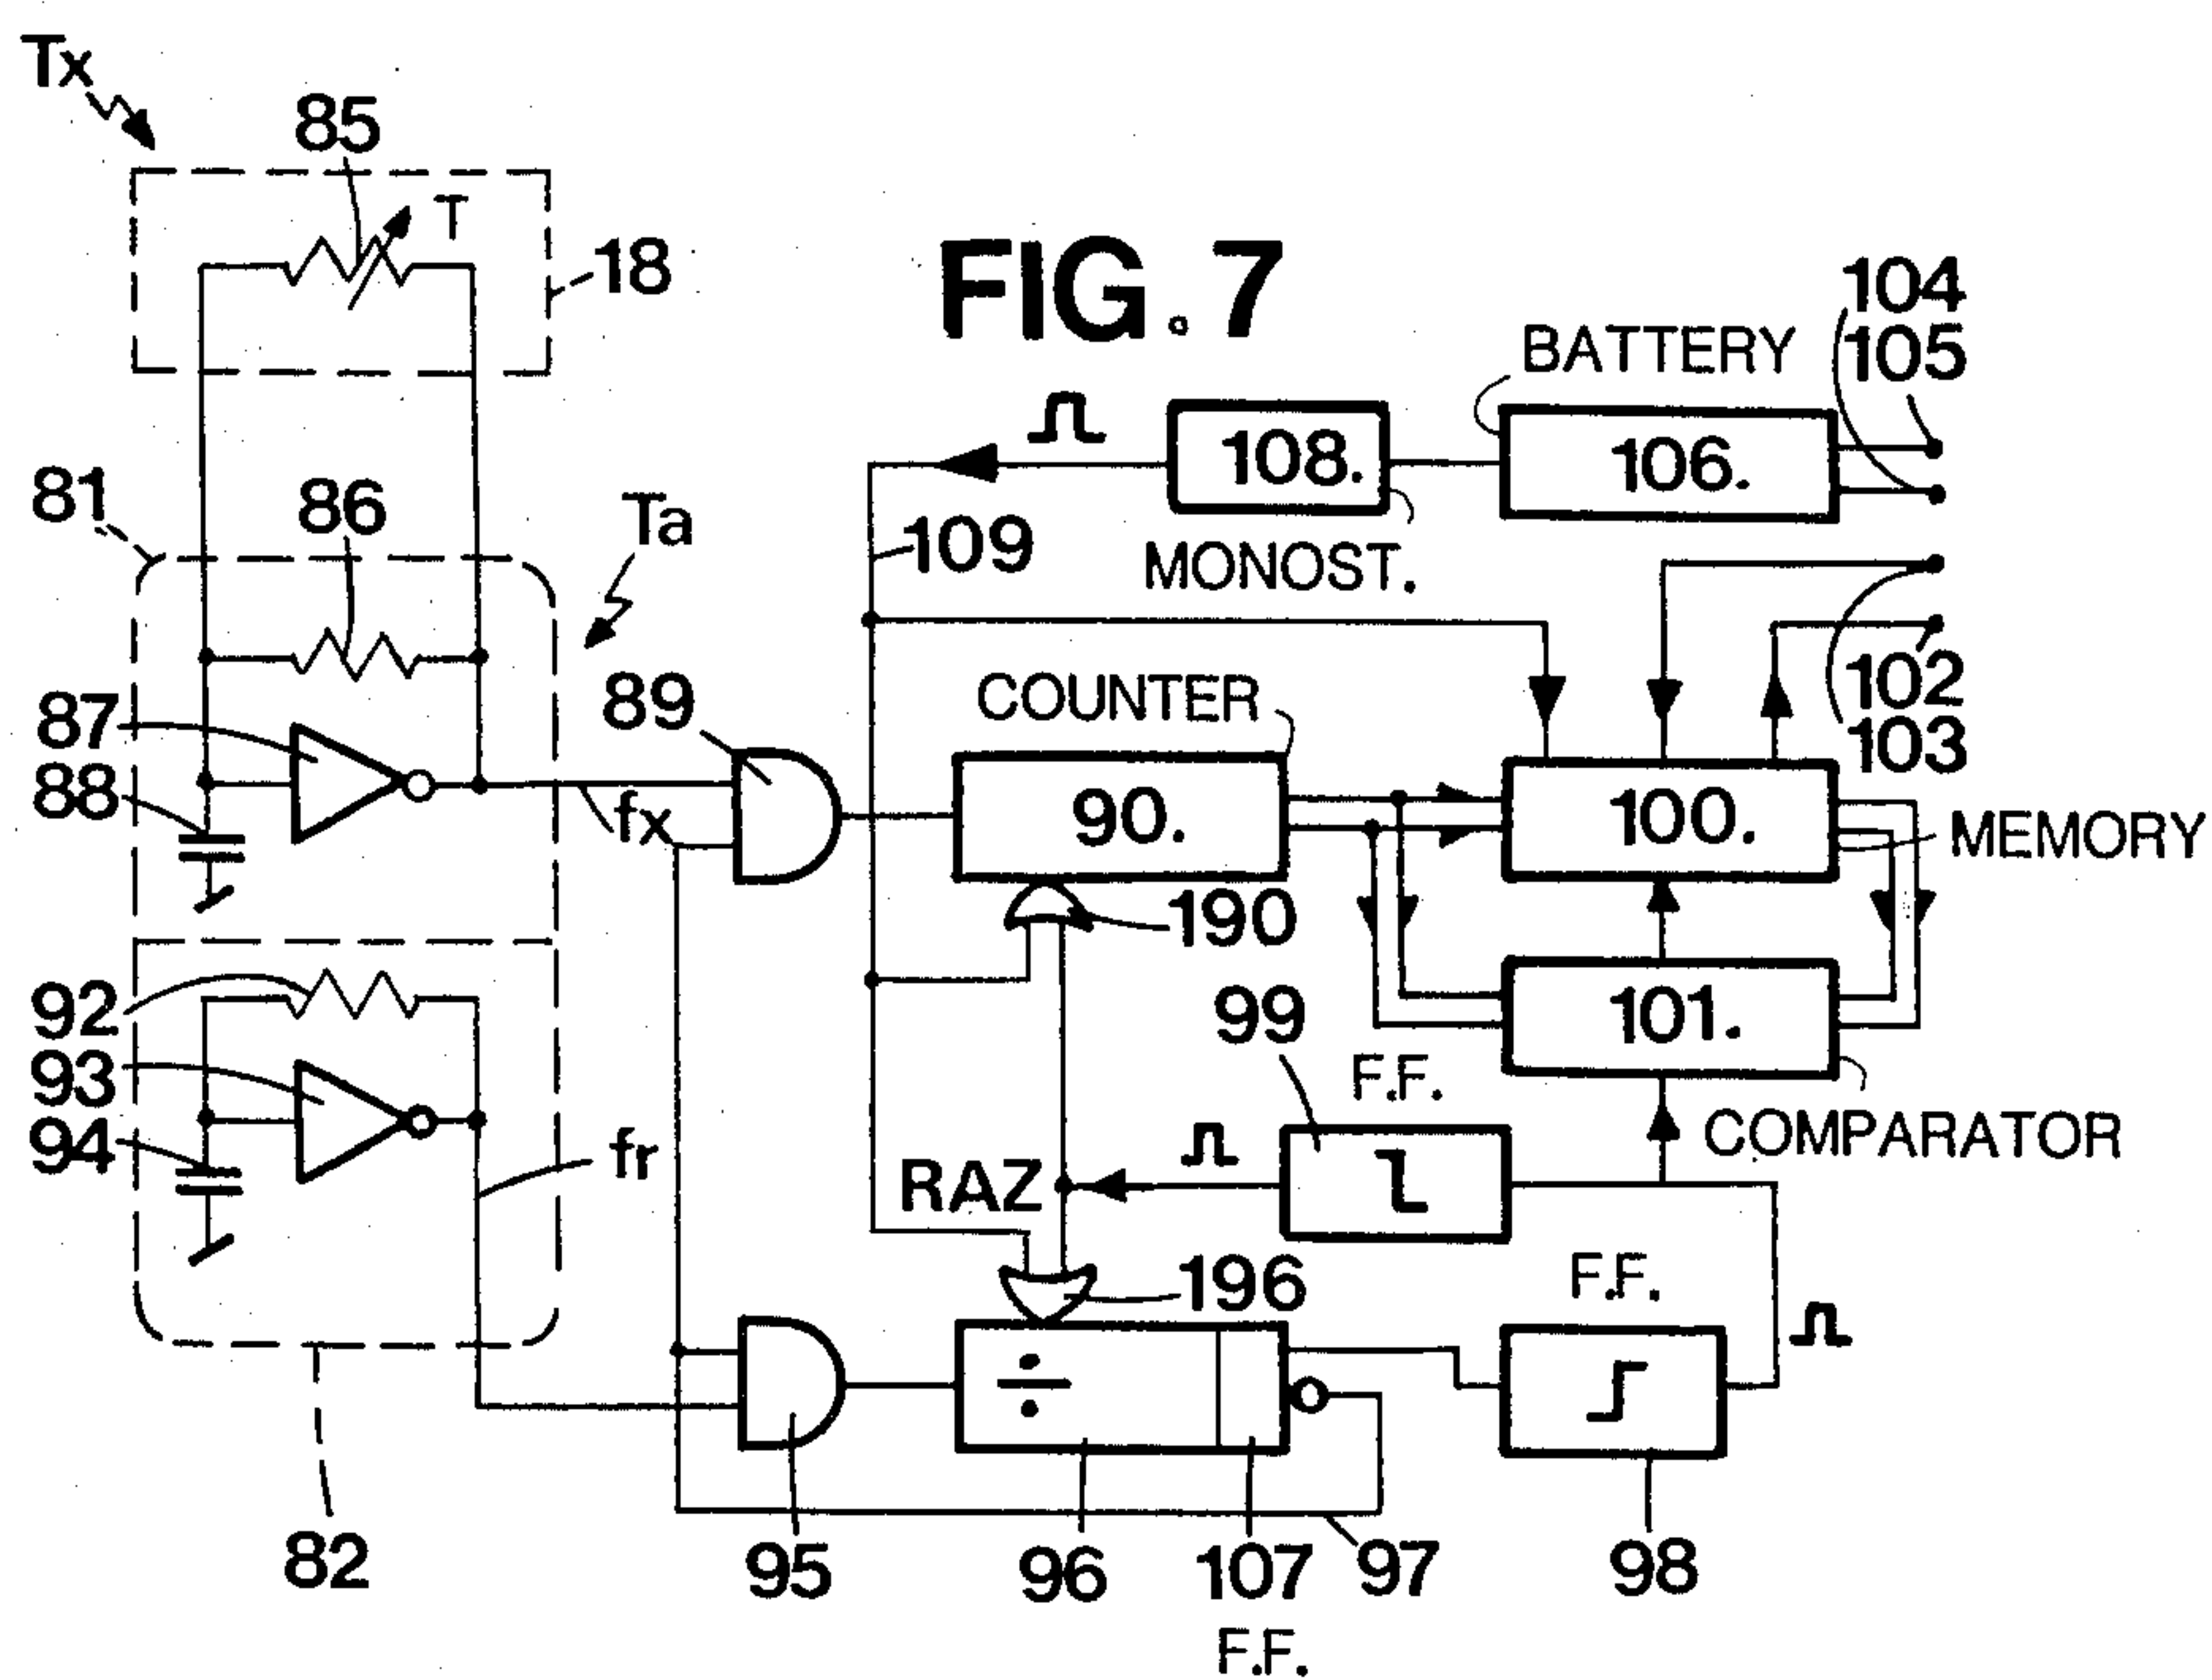 Tx
85
T
18
FIG.7
104
105
BATTERY
108.
106.
81
86
Ta
109
MONOST.
102
103
87
88
89
fx
COUNTER
90.
100.
MEMORY
190
92
93
94
fr
99
F.F.
101.
COMPARATOR
RAZ
196
F.F.
÷
82
95
96
107
F.F.
97
98